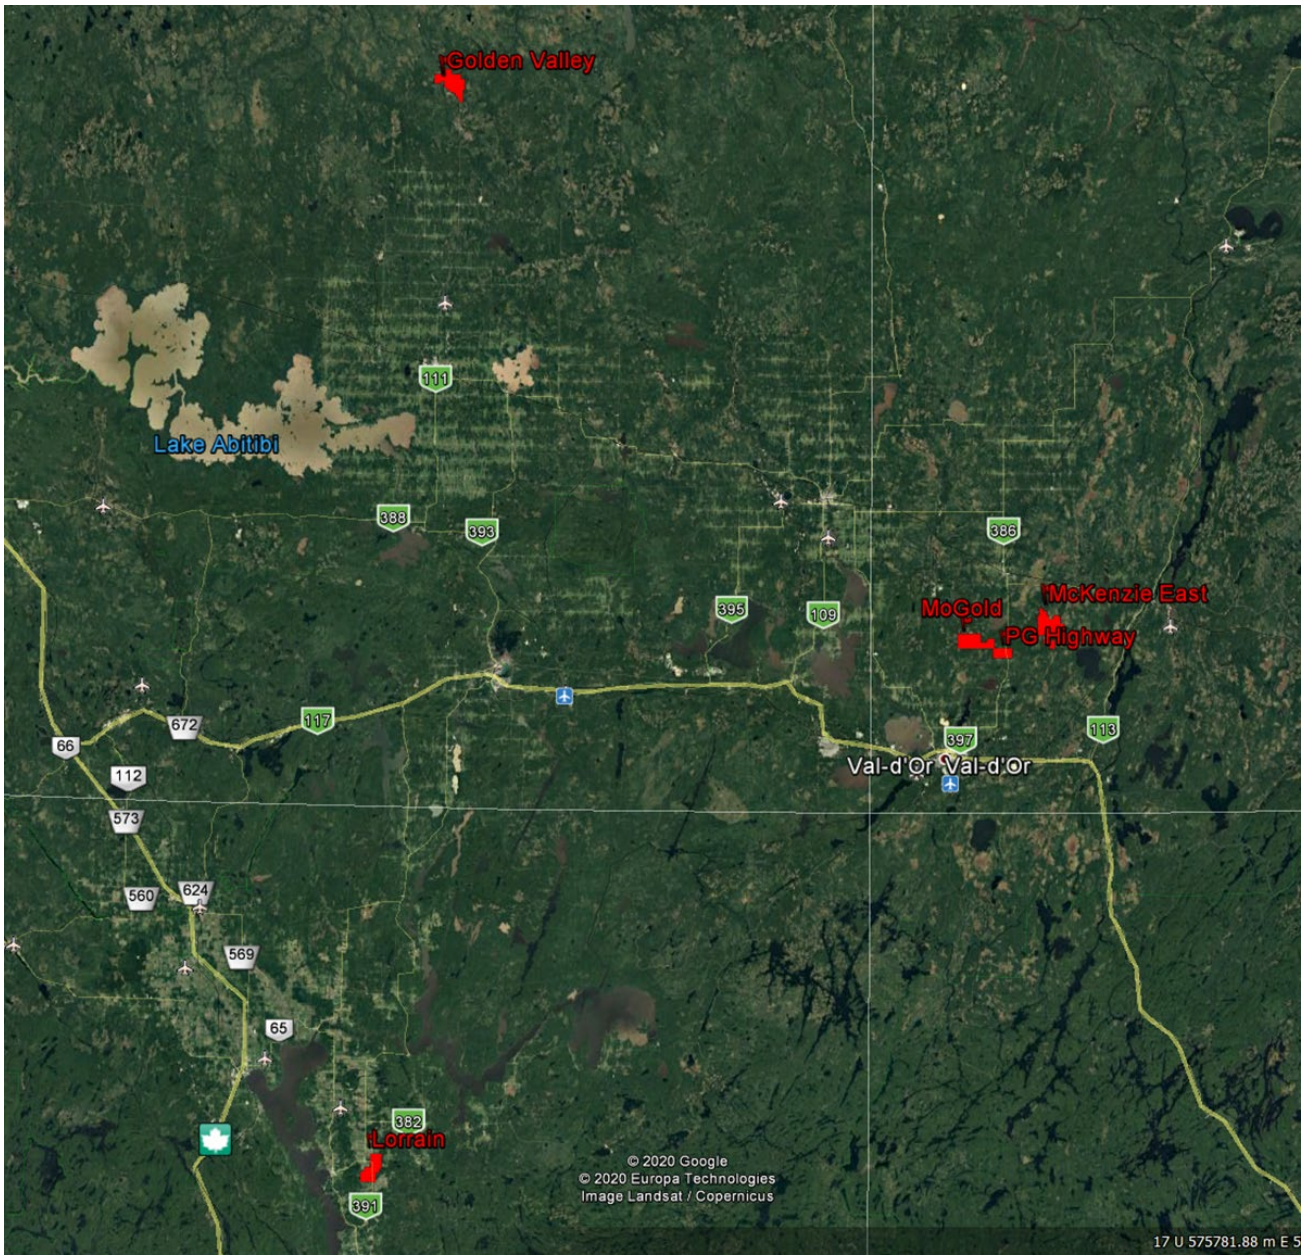 Golden Valley
111
Lake Abitibi
388
393
386
395
109
McKenzie East
MoGold
PG Highway
672
117
66
397
113
Val-d'Or Val-d'Or
112
573
560
624
569
65
382
Lorrain
391
© 2020 Google
© 2020 Europa Technologies
Image Landsat / Copernicus
17 U 575781.88 m E 5